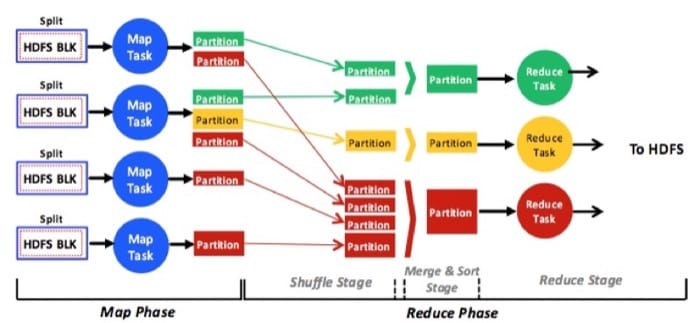 Split
HDFS BLK
Map
Task
Partition
Partition
Split
HDFS BLK
Map
Task
Partition
Partition
Partition
Split
HDFS BLK
Map
Task
Partition
Split
HDFS BLK
Map
Task
Partition
Partition
Partition
Partition
Reduce
Task
Partition
Partition
Reduce
Task
Partition
Partition
Partition
Partition
Partition
Reduce
Task
To HDFS
Shuffle Stage
Merge & Sort
Stage
Reduce Stage
Map Phase
Reduce Phase